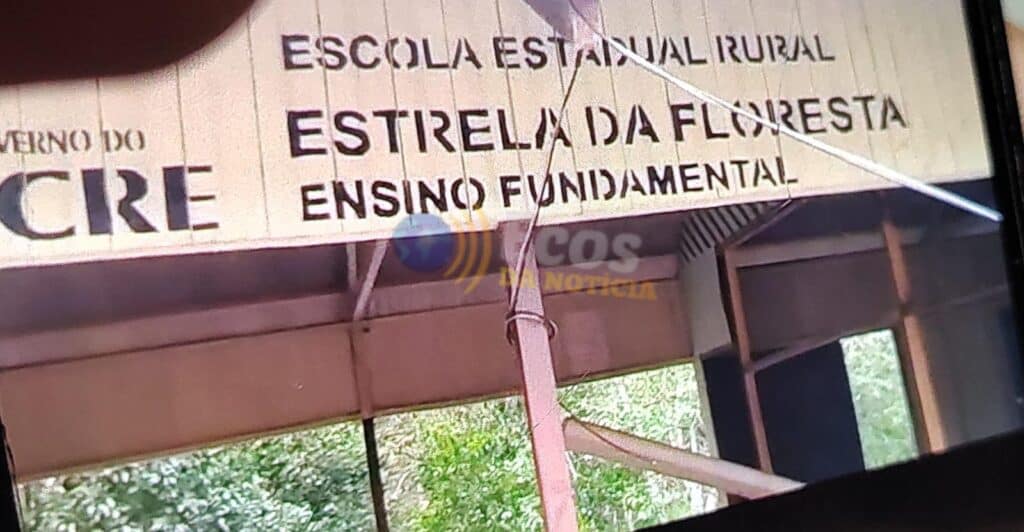 ESCOLA ESTADUAL RURAL
ESTRELA DA FLORESTA
ENSINO FUNDAMENTAL
VERNO DO
CRE
Ecos
DA NOTÍCIA